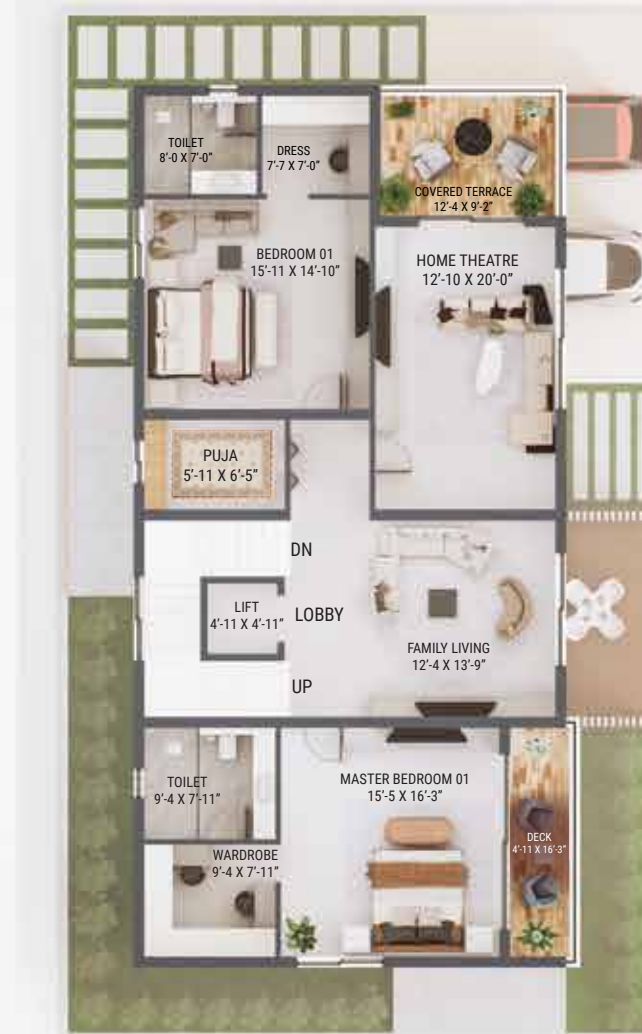 TOILET
8'-0 X 7'-0”
DRESS
7'-7 X 7'-0”
COVERED TERRACE
12'-4 X 9'-2”
BEDROOM 01
15'-11 X 14'-10”
HOME THEATRE
12'-10 X 20'-0”
PUJA
5'-11 X 6'-5”
DN
LIFT
4'-11 X 4'-11”
LOBBY
FAMILY LIVING
12'-4 X 13'-9”
UP
TOILET
9'-4 X 7'-11”
MASTER BEDROOM 01
15'-5 X 16'-3”
DECK
4'-11 X 16'-3”
WARDROBE
9'-4 X 7'-11”